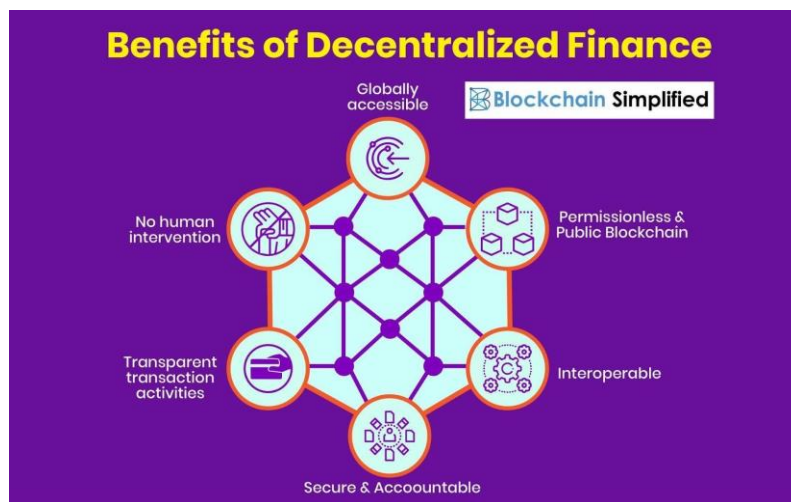 Benefits of Decentralized Finance
Globally
accessible
Blockchain Simplified
No human
intervention
Permissionless &
Public Blockchain
Transparent
transaction
activities
Interoperable
Secure & Accoountable